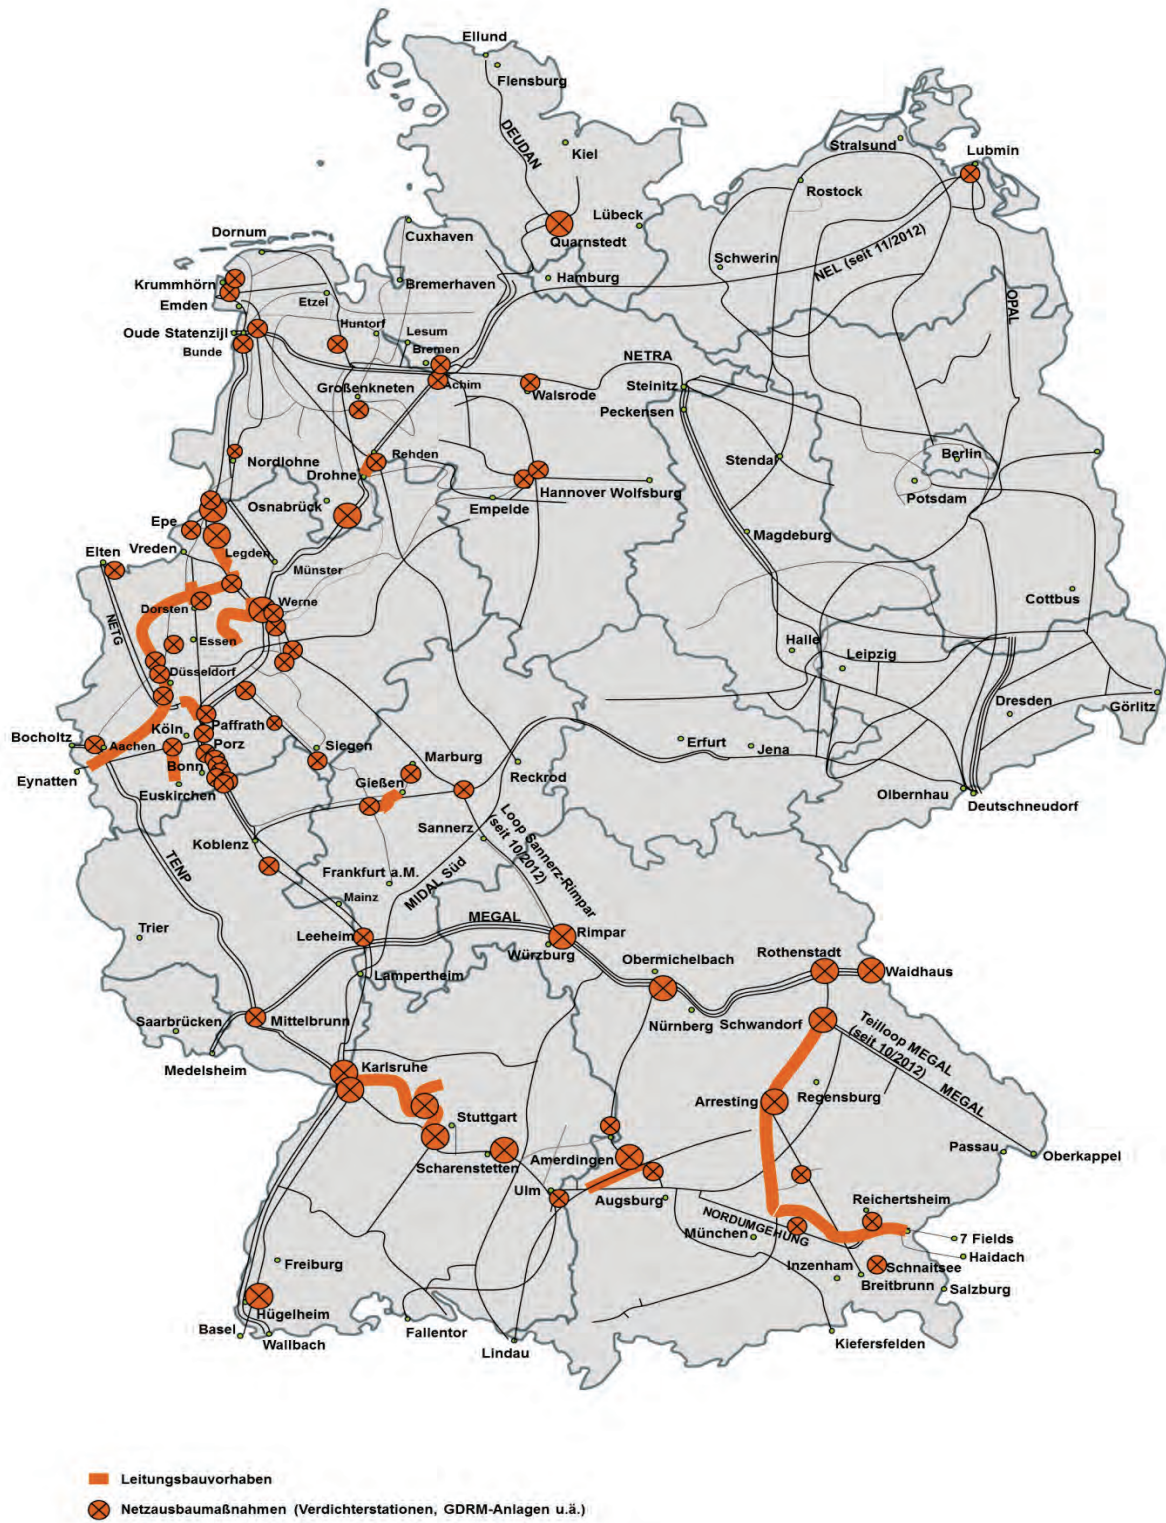 Ellund
Flensburg
DEUDAN
Kiel
Stralsund
Lubmin
Rostock
Lübeck
Cuxhaven
Quarnstedt
Dornum
Schwerin
NEL (seit 11/2012)
Krummhörn
Bremerhaven
Hamburg
Emden
Etzel
OPAL
Oude Statenzijl
Huntorf
Lesum
Bunde
Bremen
NETRA
Großenkneten
Achim
Walsrode
Steinitz
Peckensen
Nordlohne
Rehden
Stendal
Berlin
Drohne
Hannover
Wolfsburg
Potsdam
Osnabrück
Empelde
Epe
Magdeburg
Elten
Vreden
Legden
Münster
Cottbus
Dorsten
Werne
NETG
Essen
Halle
Leipzig
Düsseldorf
Dresden
Görlitz
Köln
Paffrath
Bocholtz
Aachen
Porz
Siegen
Marburg
Erfurt
Jena
Eynatten
Bonn
Gießen
Reckrod
Euskirchen
Olbernhau
Deutschneudorf
Koblenz
Sannerz
Loop Sannerz-Rimpar
(seit 10/2012)
TENP
Frankfurt a.M.
MIDAL Süd
Mainz
MEGAL
Trier
Leeheim
Rimpar
Würzburg
Rothenstadt
Obermichelbach
Waidhaus
Lampertheim
Saarbrücken
Mittelbrunn
Nürnberg
Schwandorf
Teilloop MEGAL
(seit 10/2012)
Medelsheim
Karlsruhe
MEGAL
Arresting
Regensburg
Stuttgart
Passau
Oberkappel
Scharenstetten
Amerdingen
Ulm
Augsburg
Reichertsheim
NORDUMGEHUNG
München
7 Fields
Haidach
Freiburg
Inzenham
Schnaitsee
Breitbrunn
Salzburg
Hügelheim
Basel
Wallbach
Fallentor
Lindau
Kiefersfelden
Leitungsbauvorhaben
Netzausbaumaßnahmen (Verdichterstationen, GDRM-Anlagen u.ä.)